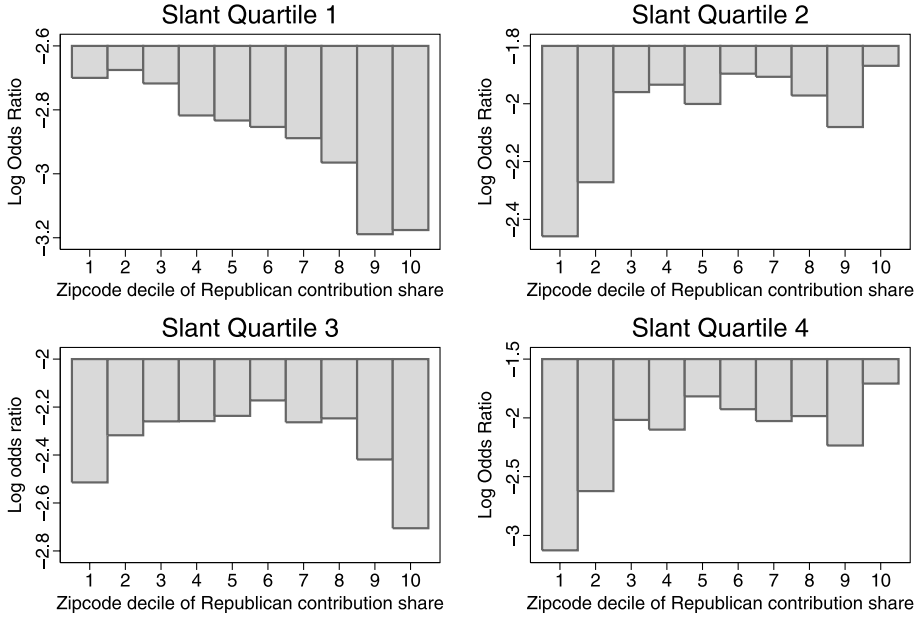 Slant Quartile 1
Log Odds Ratio
−2.6
−2.8
−3
−3.2
1 2 3 4 5 6 7 8 9 10
Zipcode decile of Republican contribution share
Slant Quartile 2
Log Odds Ratio
−1.8
−2
−2.2
−2.4
1 2 3 4 5 6 7 8 9 10
Zipcode decile of Republican contribution share
Slant Quartile 3
Log odds ratio
−2
−2.2
−2.4
−2.6
−2.8
1 2 3 4 5 6 7 8 9 10
Zipcode decile of Republican contribution share
Slant Quartile 4
Log Odds Ratio
−1.5
−2
−2.5
−3
1 2 3 4 5 6 7 8 9 10
Zipcode decile of Republican contribution share